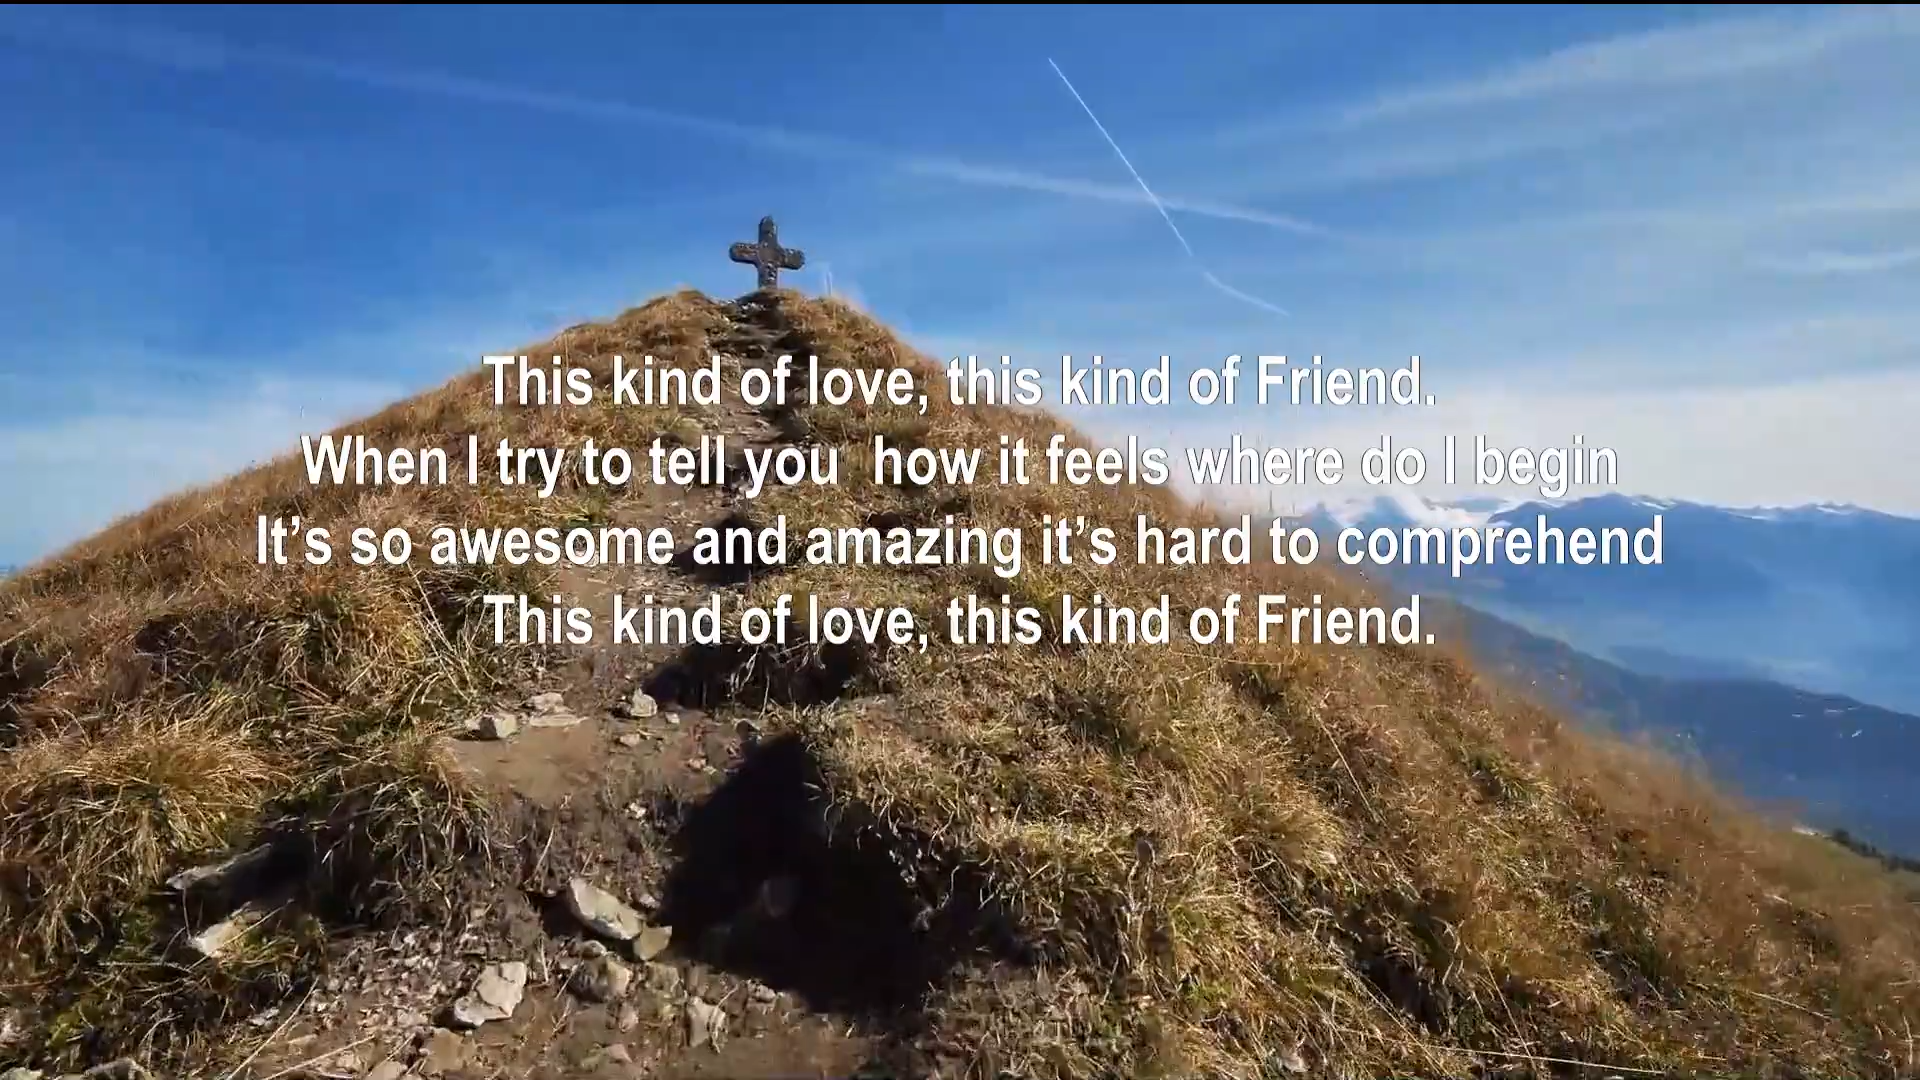 This kind of love, this kind of Friend.
When I try to tell you  how it feels where do I begin
It’s so awesome and amazing it’s hard to comprehend
This kind of love, this kind of Friend.